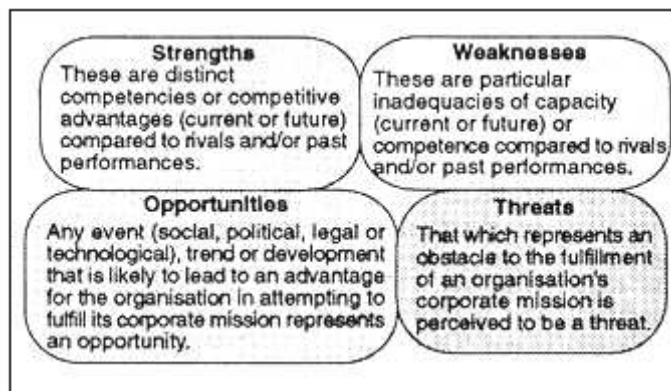 Strengths
These are distinct
competencies or competitive
advantages (current or future)
compared to rivals and/or past
performances.
Weaknesses
These are particular
inadequacies of capacity
(current or future) or
competence compared to rivals
and/or past performances.
Opportunities
Any event (social, political, legal or
technological), trend or development
that is likely to lead to an advantage
for the organisation in attempting to
fulfill its corporate mission represents
an opportunity.
Threats
That which represents an
obstacle to the fulfillment
of an organisation's
corporate mission is
perceived to be a threat.